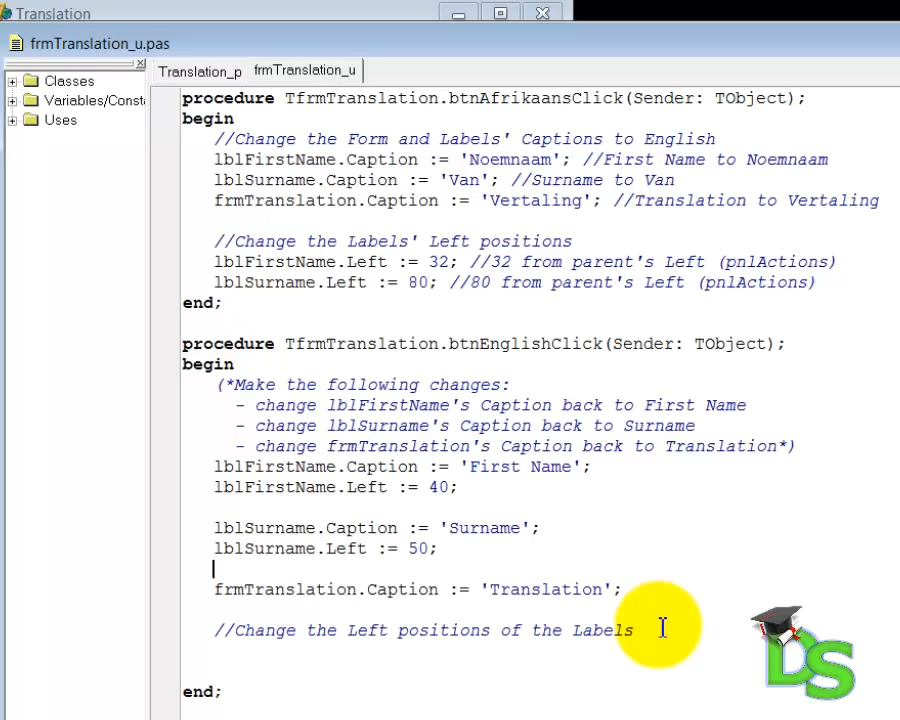 Translation
frmTranslation_u.pas
Classes
Variables/Const
Uses
Translation_p frmTranslation_u
procedure TfrmTranslation.btnAfrikaansClick(Sender: TObject);
begin
//Change the Form and Labels' Captions to English
lblFirstName.Caption := 'Noemnaam'; //First Name to Noemnaam
lblSurname.Caption := 'Van'; //Surname to Van
frmTranslation.Caption := 'Vertaling'; //Translation to Vertaling
//Change the Labels' Left positions
lblFirstName.Left := 32; //32 from parent's Left (pnlActions)
lblSurname.Left := 80; //80 from parent's Left (pnlActions)
end;
procedure TfrmTranslation.btnEnglishClick(Sender: TObject);
begin
(*Make the following changes:
- change lblFirstName's Caption back to First Name
- change lblSurname's Caption back to Surname
- change frmTranslation's Caption back to Translation*)
lblFirstName.Caption := 'First Name';
lblFirstName.Left := 40;
lblSurname.Caption := 'Surname';
lblSurname.Left := 50;
frmTranslation.Caption := 'Translation';
//Change the Left positions of the Labels
end;
DS